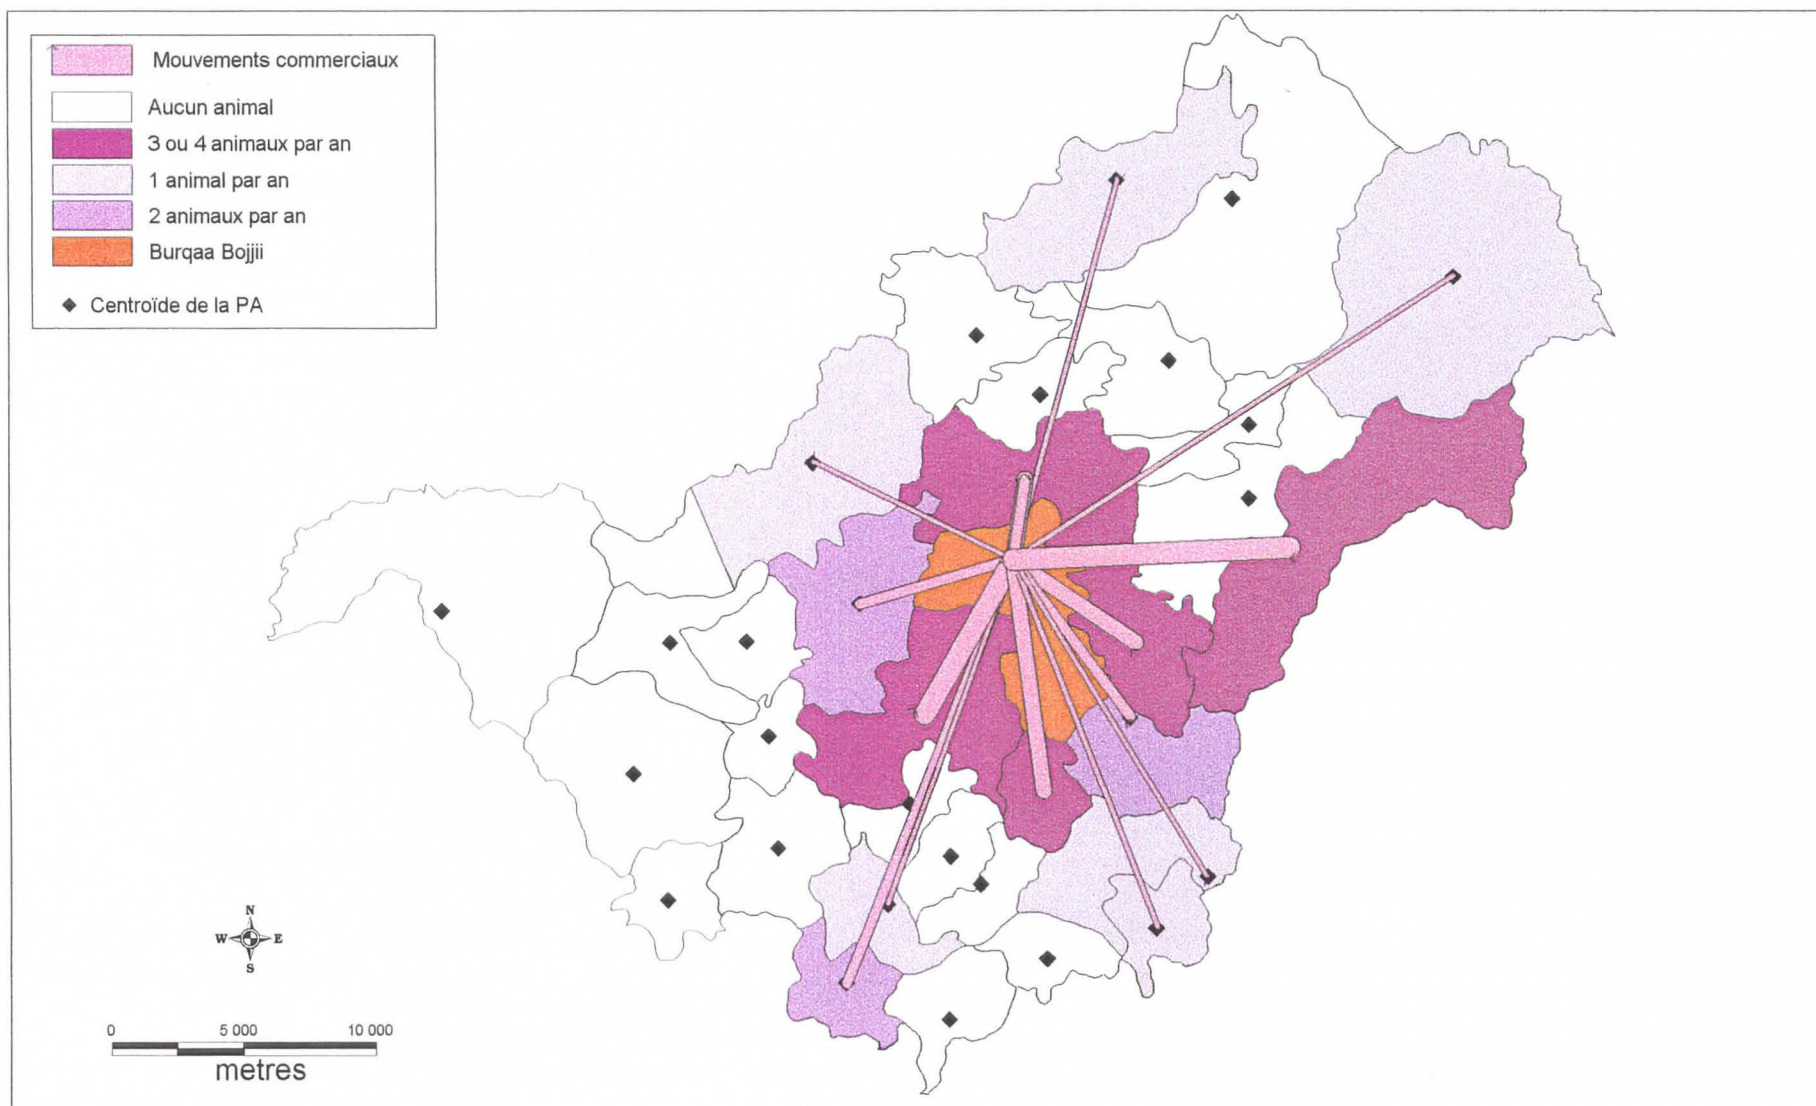 Mouvements commerciaux
Aucun animal
3 ou 4 animaux par an
1 animal par an
2 animaux par an
Burqaa Bojjii
Centroïde de la PA
N
W E
S
0 5 000 10 000
metres